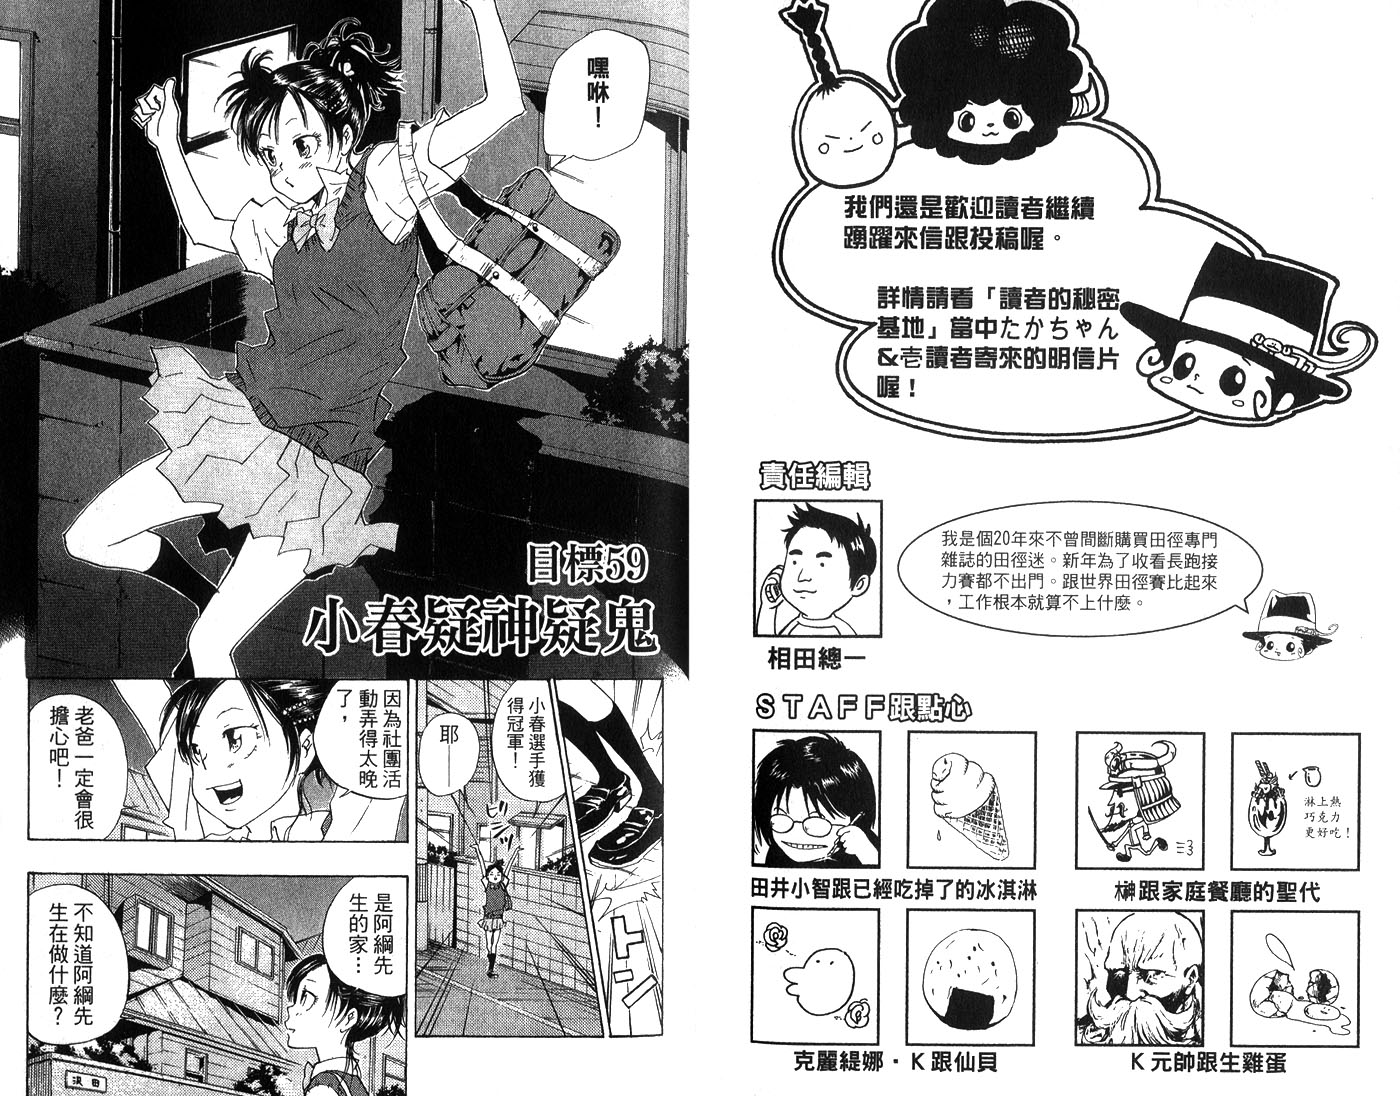 我們還是歡迎讀者繼續
踴躍來信跟投稿喔。
詳情請看「讀者的秘密
基地」當中たかちゃん
&壱讀者寄來的明信片
喔！
責任編輯
我是個20年來不曾間斷購買田徑專門
雜誌的田徑迷。新年為了收看長跑接
力賽都不出門。跟世界田徑賽比起來
，工作根本就算不上什麼。
相田總一
STAFF跟點心
淋上熱
巧克力
更好吃！
田井小智跟已經吃掉了的冰淇淋
榊跟家庭餐廳的聖代
克麗緹娜・K跟仙貝
K元帥跟生雞蛋
嘿咻！
目標59
小春疑神疑鬼
トン
小春選手獲
得冠軍！
耶——
ビシッ
因為社團活
動弄得太晚
了，
老爸一定會很
擔心吧！
是阿綱先
生的家…
不知道阿綱先
生在做什麼？
沢田